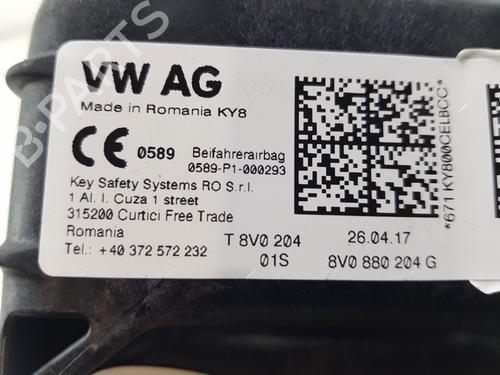 VW AG
Made in Romania KY8
CE 0589 Beifahrerairbag
0589-P1-000293
Key Safety Systems RO S.r.l.
1 Al. I. Cuza 1 street
315200 Curtici Free Trade
Romania
Tel.: +40 372 572 232
T 8V0 204
01S
26.04.17
8V0 880 204 G
*671KY800CELBCC*
B-PARTS